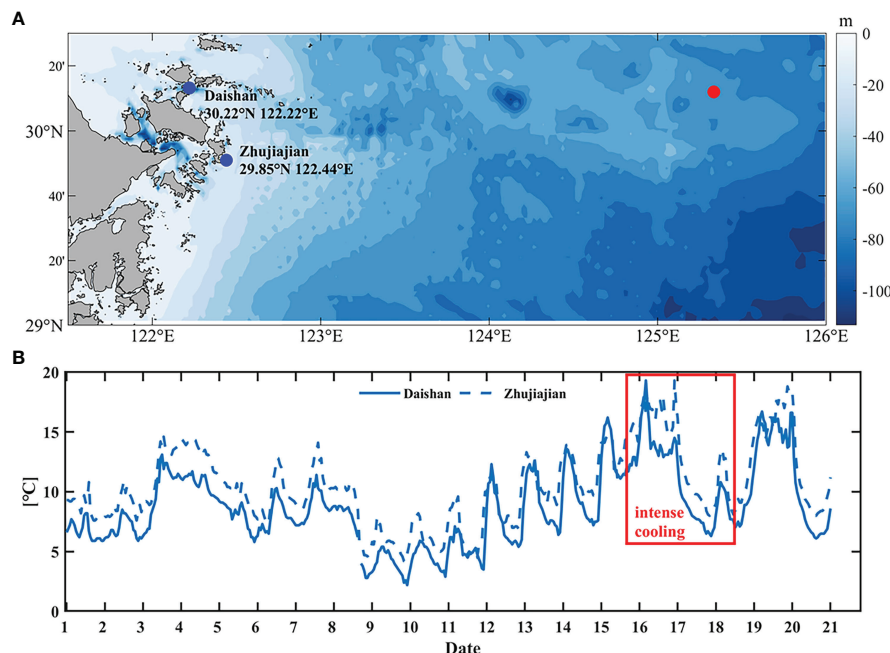 A
m
20'
30°N
40'
20'
29°N
122°E
123°E
124°E
125°E
126°E
Daishan
30.22°N 122.22°E
Zhujiajian
29.85°N 122.44°E
0
-20
-40
-60
-80
-100
B
20
15
10
5
0
[°C]
Daishan
Zhujiajian
intense
cooling
1 2 3 4 5 6 7 8 9 10 11 12 13 14 15 16 17 18 19 20 21
Date